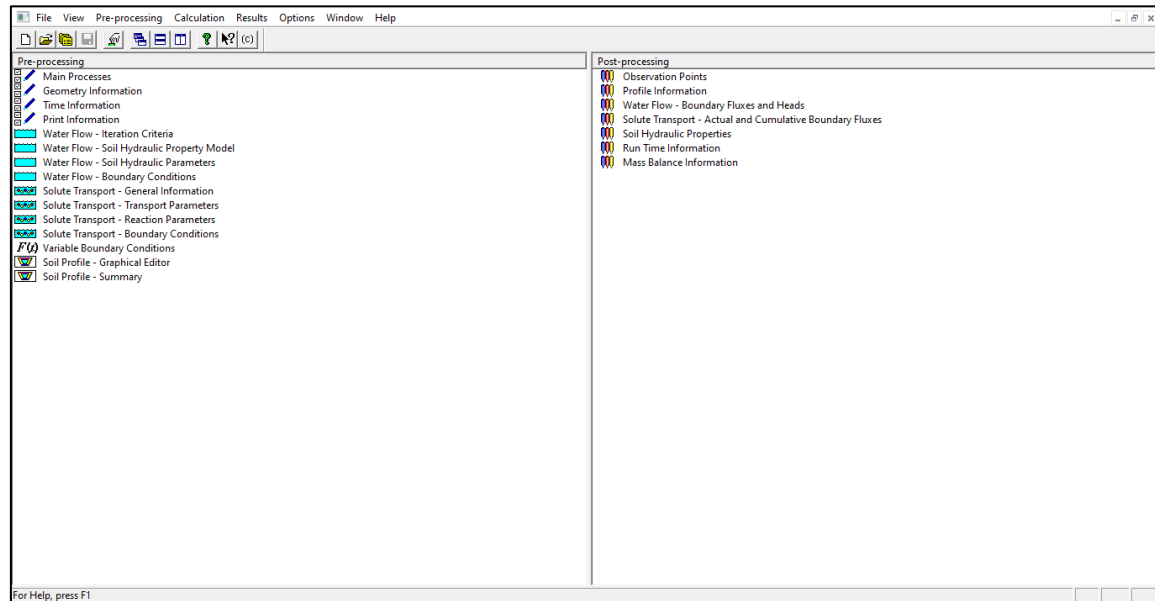 File View Pre-processing Calculation Results Options Window Help
(C)
Pre-processing
Main Processes
Geometry Information
Time Information
Print Information
Water Flow - Iteration Criteria
Water Flow - Soil Hydraulic Property Model
Water Flow - Soil Hydraulic Parameters
Water Flow - Boundary Conditions
Solute Transport - General Information
Solute Transport - Transport Parameters
Solute Transport - Reaction Parameters
Solute Transport - Boundary Conditions
F(t) Variable Boundary Conditions
Soil Profile - Graphical Editor
Soil Profile - Summary
Post-processing
Observation Points
Profile Information
Water Flow - Boundary Fluxes and Heads
Solute Transport - Actual and Cumulative Boundary Fluxes
Soil Hydraulic Properties
Run Time Information
Mass Balance Information
For Help, press F1